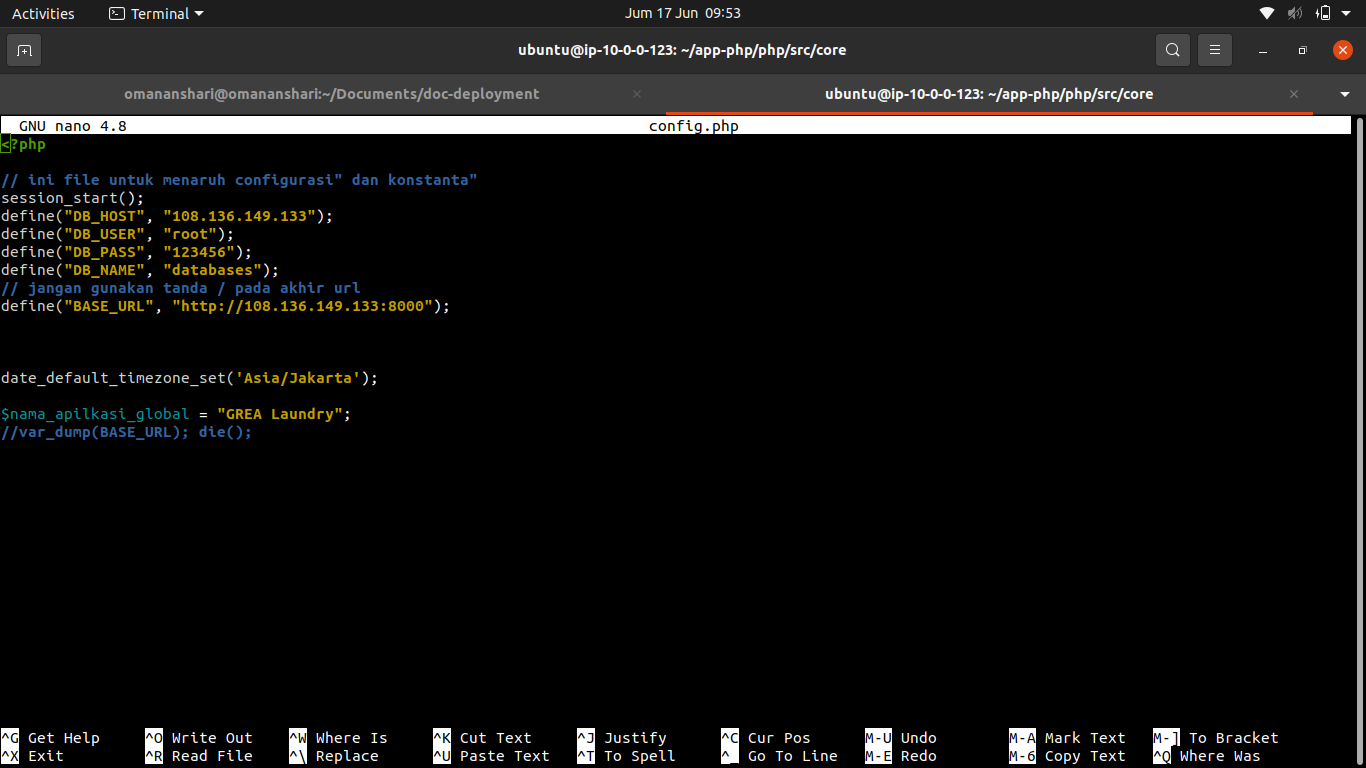 Activities Terminal Jum 17 Jun 09:53
ubuntu@ip-10-0-0-123: ~/app-php/php/src/core
omananshari@omananshari:~/Documents/doc-deployment ubuntu@ip-10-0-0-123: ~/app-php/php/src/core
GNU nano 4.8 config.php
<?php
// ini file untuk menaruh configurasi" dan konstanta"
session_start();
define("DB_HOST", "108.136.149.133");
define("DB_USER", "root");
define("DB_PASS", "123456");
define("DB_NAME", "databases");
// jangan gunakan tanda / pada akhir url
define("BASE_URL", "http://108.136.149.133:8000");
date_default_timezone_set('Asia/Jakarta');
$nama_apilkasi_global = "GREA Laundry";
//var_dump(BASE_URL); die();
^G Get Help ^O Write Out ^W Where Is ^K Cut Text ^J Justify ^C Cur Pos M-U Undo M-A Mark Text M-] To Bracket
^X Exit ^R Read File ^\ Replace ^U Paste Text ^T To Spell ^_ Go To Line M-E Redo M-6 Copy Text ^Q Where Was